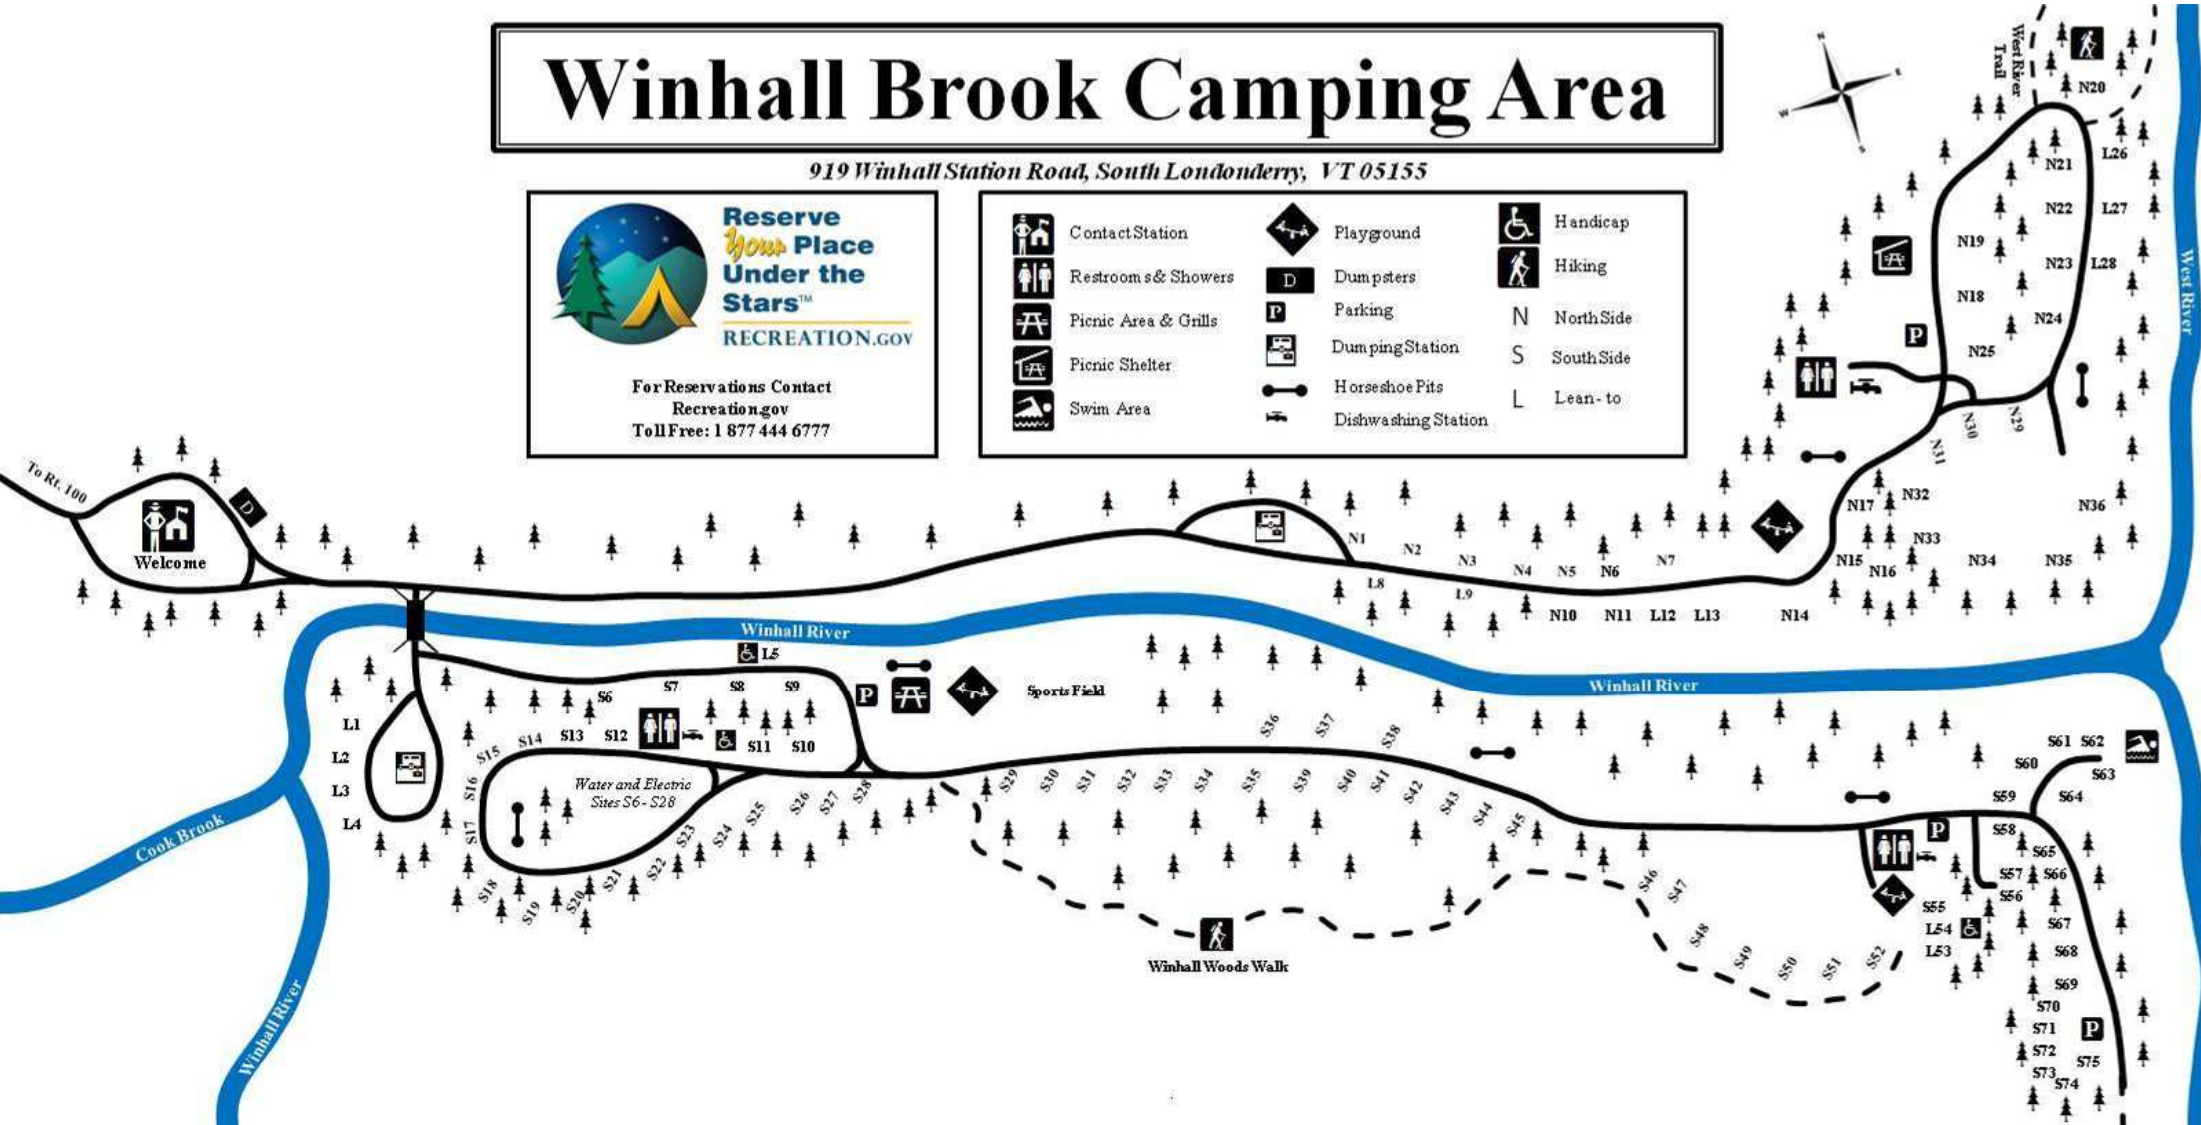 Winhall Brook Camping Area
919 Winhall Station Road, South Londonderry, VT 05155
Reserve
Your Place
Under the
Stars™
RECREATION.GOV
For Reservations Contact
Recreation.gov
Toll Free: 1 877 444 6777
Contact Station
Restrooms & Showers
Picnic Area & Grills
Picnic Shelter
Swim Area
Playground
D Dumpsters
P Parking
Dumping Station
Horseshoe Pits
Dishwashing Station
Handicap
Hiking
N North Side
S South Side
L Lean-to
N
E
S
W
West River
Trail
N20
N21
L26
N22
L27
N19
N23
L28
N18
N24
N25
P
West River
N30
N29
N31
N17
N32
N36
N33
N15
N16
N34
N35
To Rt. 100
D
Welcome
N1
N2
N3
N4
N5
N6
N7
L8
L9
N10
N11
L12
L13
N14
Winhall River
Winhall River
L5
S6
S7
S8
S9
P
Sports Field
L1
L2
L3
L4
S15
S14
S13
S12
S11
S10
S16
S17
Water and Electric
Sites S6 - S28
S18
S19
S20
S21
S22
S23
S24
S25
S26
S27
S28
Cook Brook
Winhall River
S36
S37
S38
S29
S30
S31
S32
S33
S34
S35
S39
S40
S41
S42
S43
S44
S45
Winhall Woods Walk
S46
S47
S48
S49
S50
S51
S52
S61
S62
S60
S63
S59
S64
P
S58
S65
S57
S66
S56
S55
S67
L54
L53
S68
S69
S70
S71
P
S72
S75
S73
S74